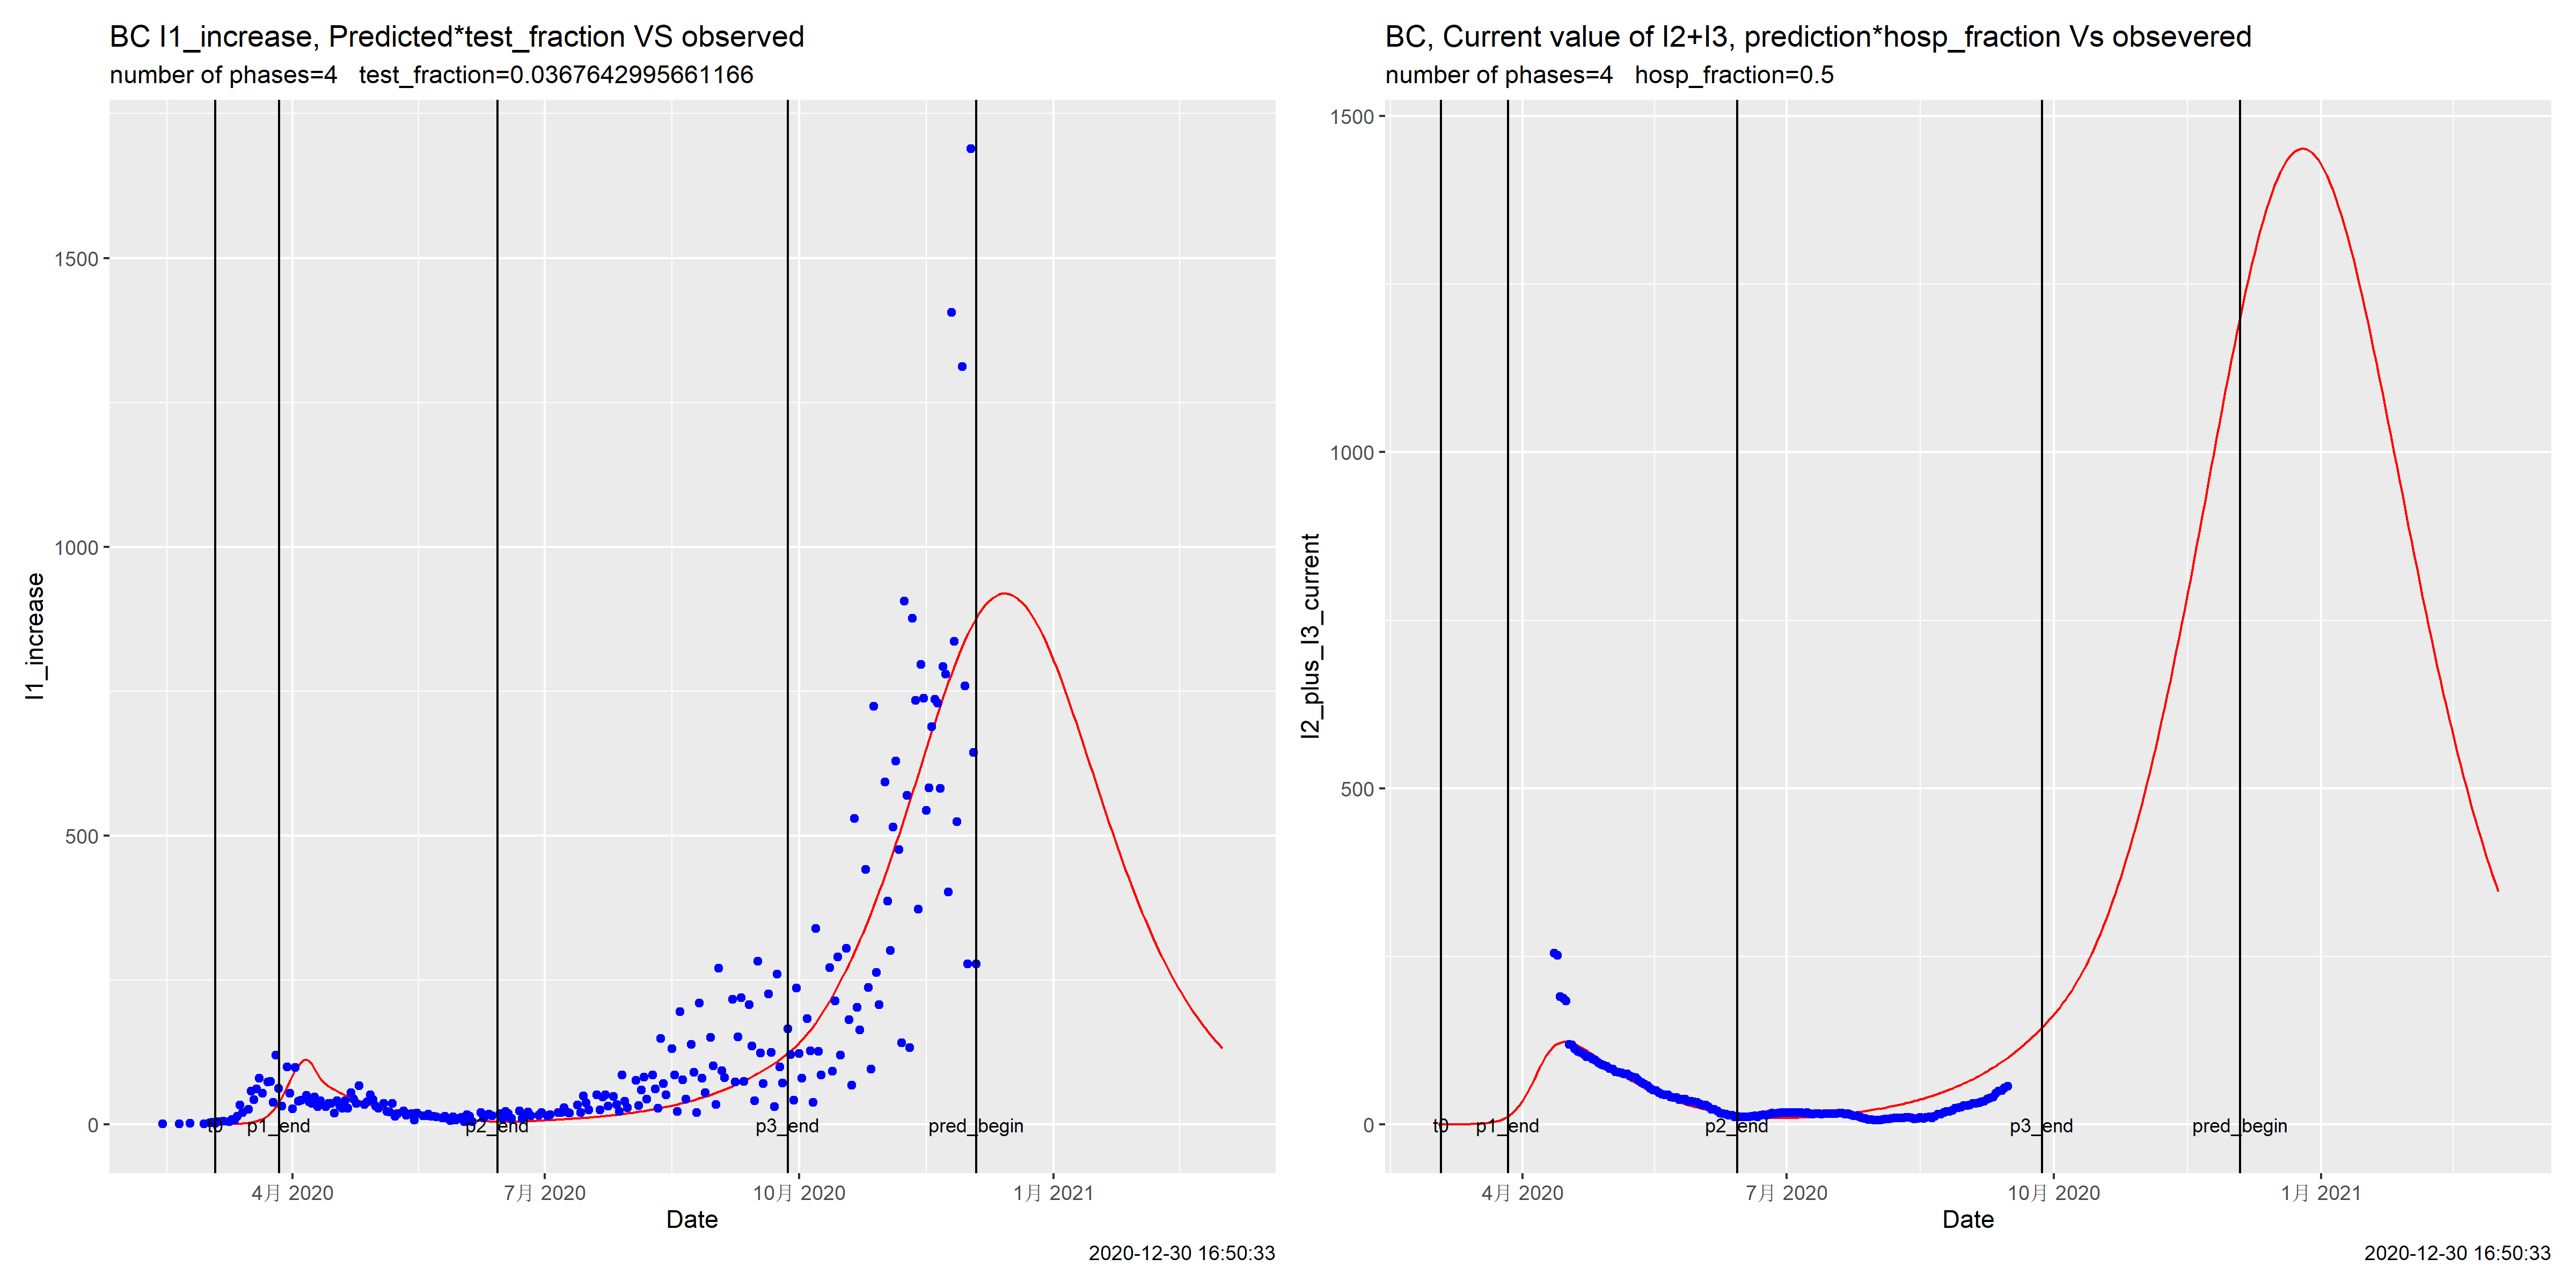 BC I1_increase, Predicted*test_fraction VS observed
number of phases=4   test_fraction=0.0367642995661166
I1_increase
1500
1000
500
0
t0
p1_end
p2_end
p3_end
pred_begin
4月 2020
7月 2020
10月 2020
1月 2021
Date
2020-12-30 16:50:33
BC, Current value of I2+I3, prediction*hosp_fraction Vs obsevered
number of phases=4   hosp_fraction=0.5
I2_plus_I3_current
1500
1000
500
0
t0
p1_end
p2_end
p3_end
pred_begin
4月 2020
7月 2020
10月 2020
1月 2021
Date
2020-12-30 16:50:33